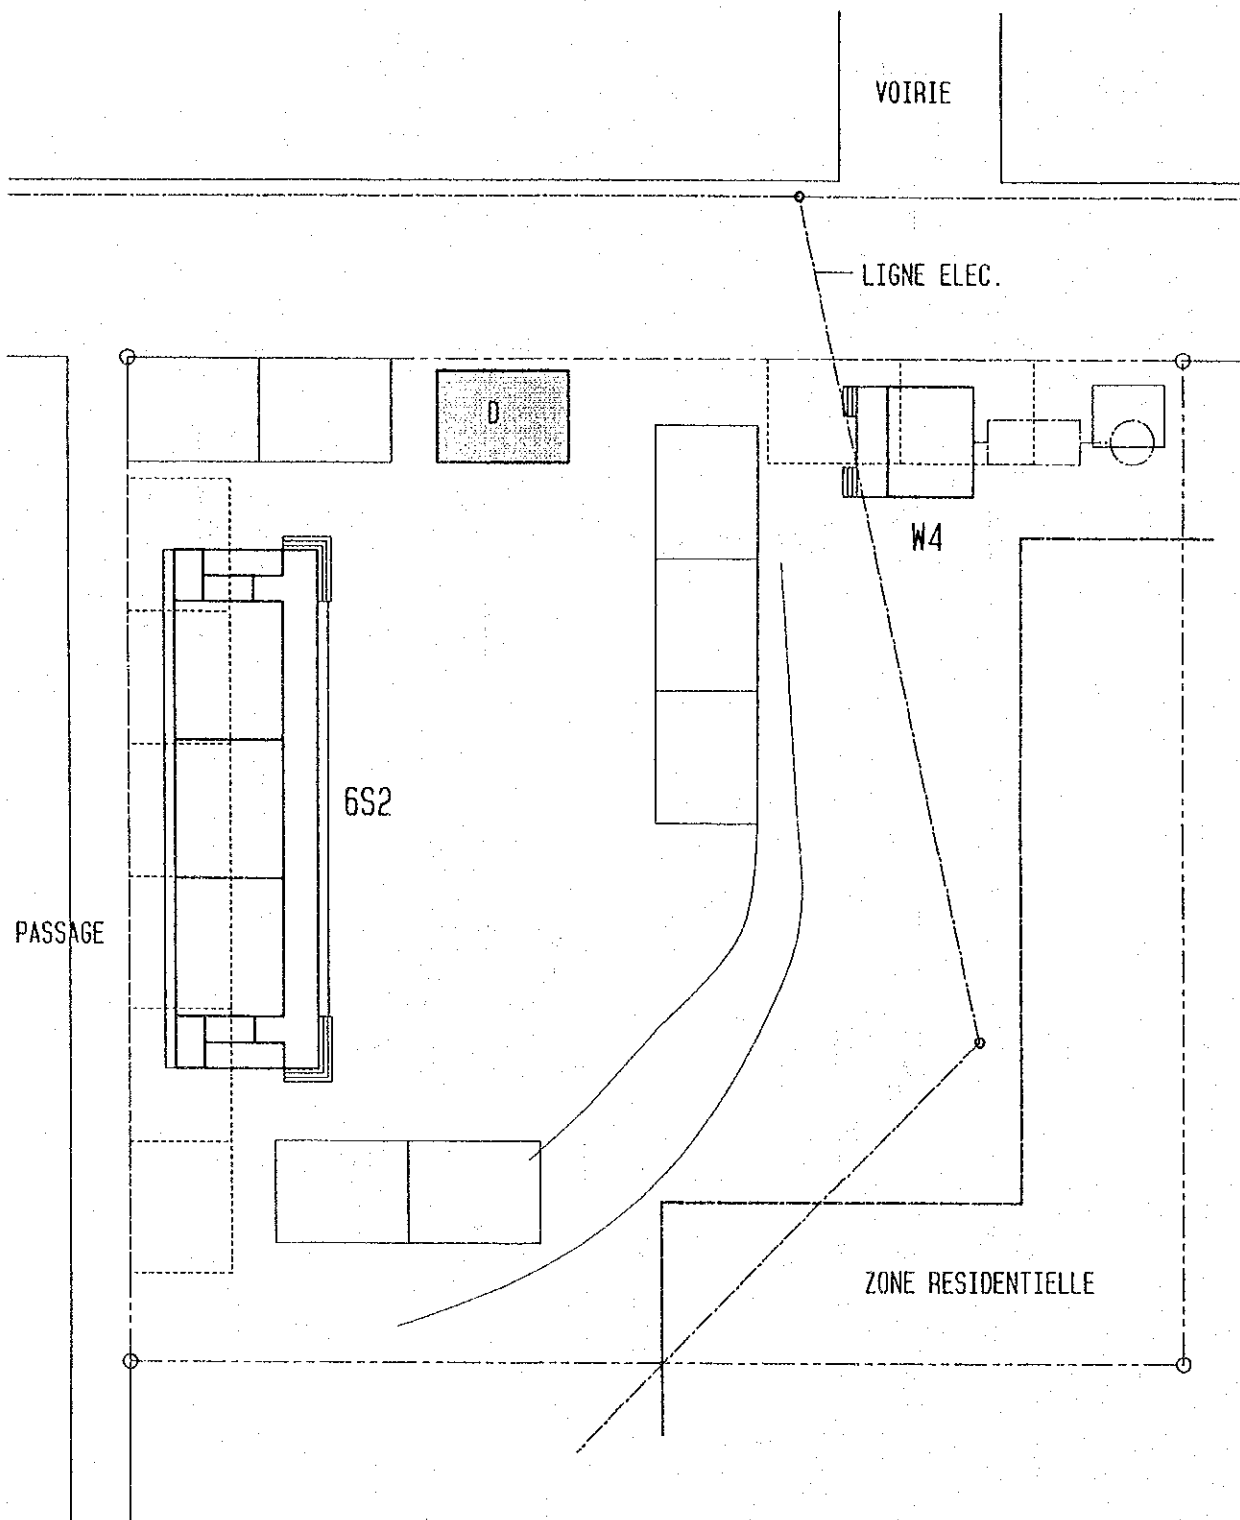 VOIRIE
LIGNE ELEC.
D
W4
6S2
PASSAGE
ZONE RESIDENTIELLE